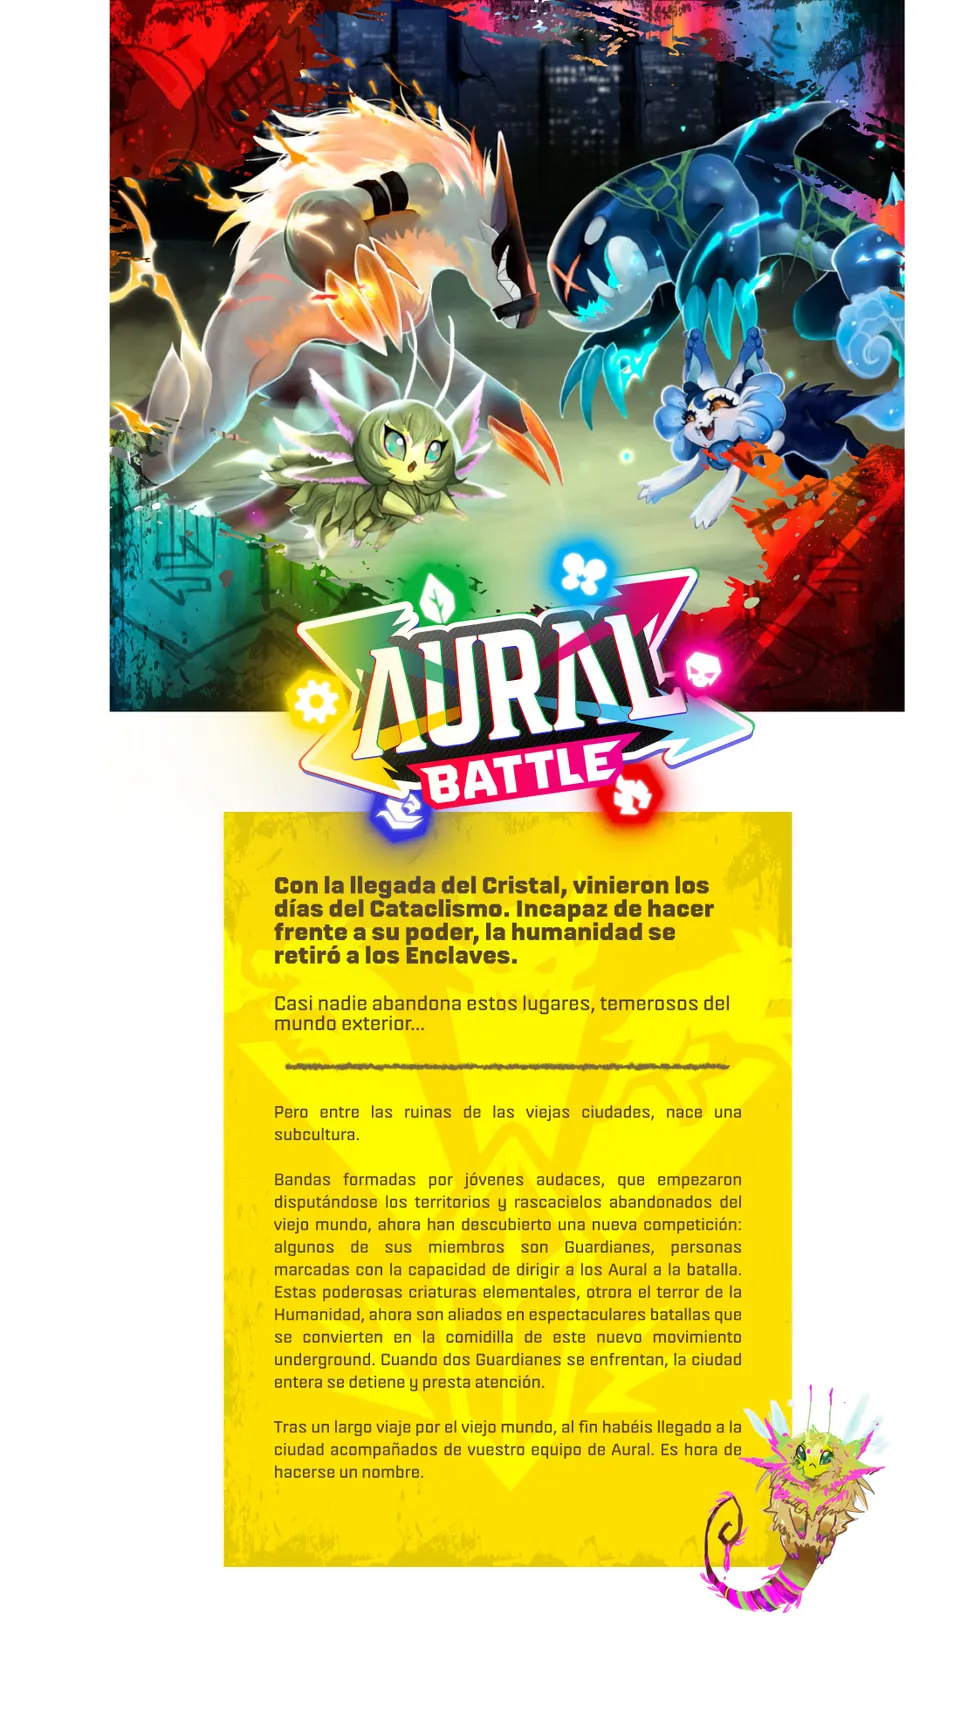 AURAL
BATTLE
Con la llegada del Cristal, vinieron los
días del Cataclismo. Incapaz de hacer
frente a su poder, la humanidad se
retiró a los Enclaves.
Casi nadie abandona estos lugares, temerosos del
mundo exterior...
Pero entre las ruinas de las viejas ciudades, nace una
subcultura.
Bandas formadas por jóvenes audaces, que empezaron
disputándose los territorios y rascacielos abandonados del
viejo mundo, ahora han descubierto una nueva competición:
algunos de sus miembros son Guardianes, personas
marcadas con la capacidad de dirigir a los Aural a la batalla.
Estas poderosas criaturas elementales, otrora el terror de la
Humanidad, ahora son aliados en espectaculares batallas que
se convierten en la comidilla de este nuevo movimiento
underground. Cuando dos Guardianes se enfrentan, la ciudad
entera se detiene y presta atención.
Tras un largo viaje por el viejo mundo, al fin habéis llegado a la
ciudad acompañados de vuestro equipo de Aural. Es hora de
hacerse un nombre.